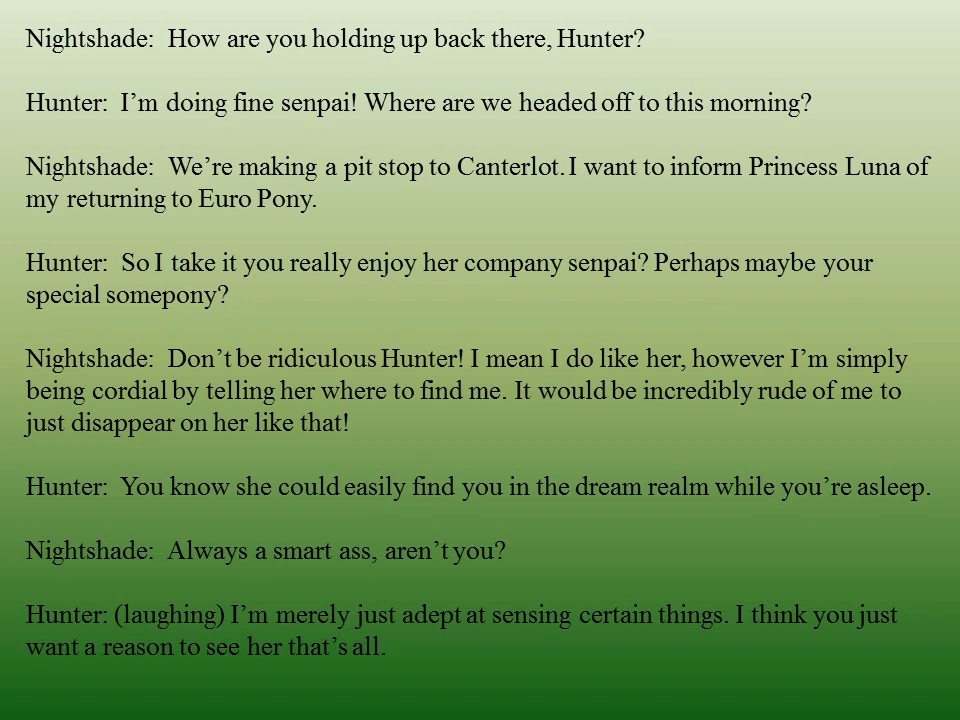 Nightshade:  How are you holding up back there, Hunter?
Hunter:  I’m doing fine senpai! Where are we headed off to this morning?
Nightshade:  We’re making a pit stop to Canterlot. I want to inform Princess Luna of
my returning to Euro Pony.
Hunter:  So I take it you really enjoy her company senpai? Perhaps maybe your
special somepony?
Nightshade:  Don’t be ridiculous Hunter! I mean I do like her, however I’m simply
being cordial by telling her where to find me. It would be incredibly rude of me to
just disappear on her like that!
Hunter:  You know she could easily find you in the dream realm while you’re asleep.
Nightshade:  Always a smart ass, aren’t you?
Hunter: (laughing) I’m merely just adept at sensing certain things. I think you just
want a reason to see her that’s all.